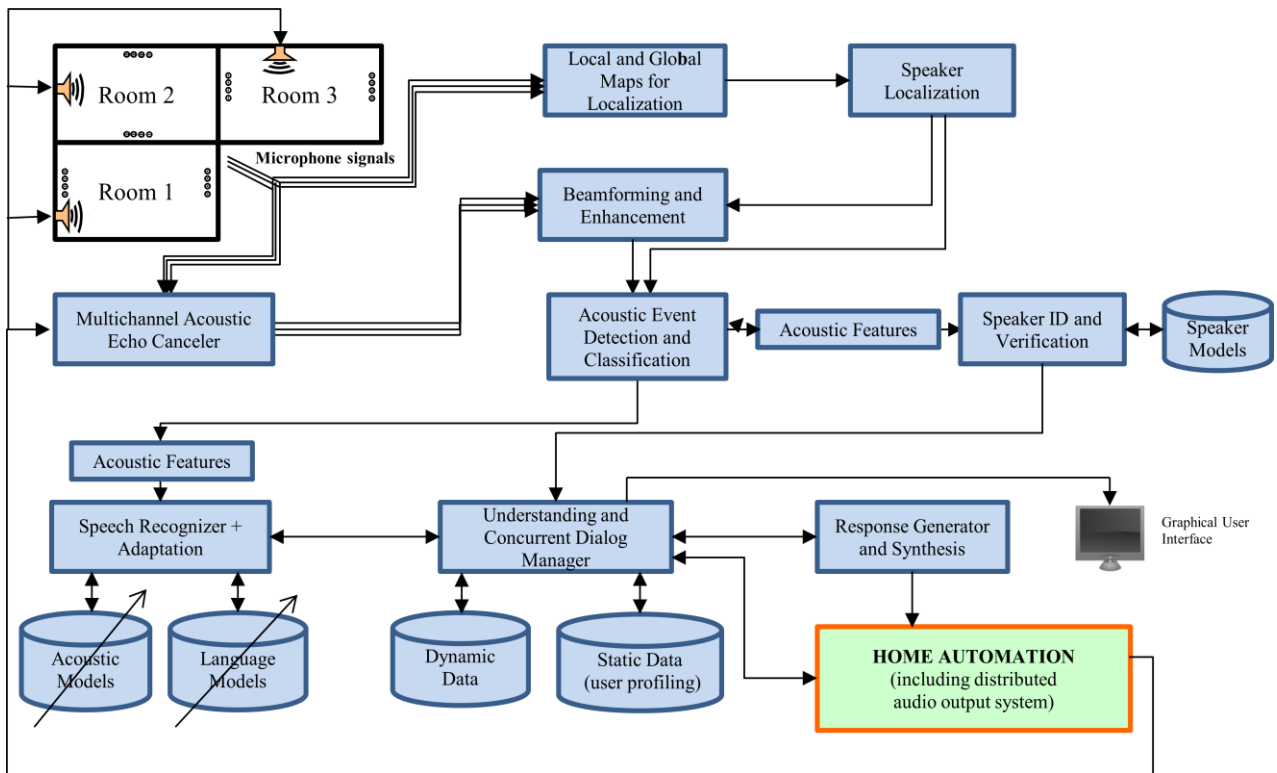 Room 2
Room 3
Room 1
Microphone signals
Local and Global
Maps for
Localization
Speaker
Localization
Beamforming and
Enhancement
Multichannel Acoustic
Echo Canceler
Acoustic Event
Detection and
Classification
Acoustic Features
Speaker ID and
Verification
Speaker
Models
Acoustic Features
Speech Recognizer +
Adaptation
Understanding and
Concurrent Dialog
Manager
Response Generator
and Synthesis
Graphical User
Interface
Acoustic
Models
Language
Models
Dynamic
Data
Static Data
(user profiling)
HOME AUTOMATION
(including distributed
audio output system)